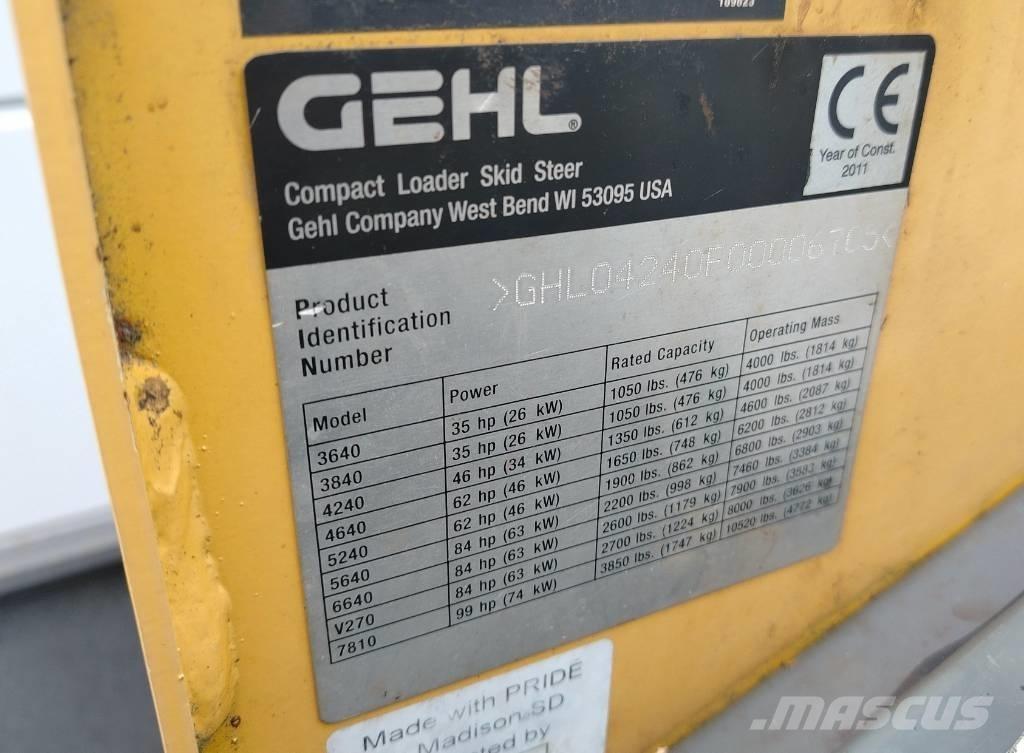 109823
GEHL®
CE
Year of Const.
2011
Compact Loader Skid Steer
Gehl Company West Bend WI 53095 USA
Product
Identification
Number
>GHL04240F00006705<
Model Power Rated Capacity Operating Mass
3640 35 hp (26 kW) 1050 lbs. (476 kg) 4000 lbs. (1814 kg)
3840 35 hp (26 kW) 1050 lbs. (476 kg) 4000 lbs. (1814 kg)
4240 46 hp (34 kW) 1350 lbs. (612 kg) 4600 lbs. (2087 kg)
4640 62 hp (46 kW) 1650 lbs. (748 kg) 6200 lbs. (2812 kg)
5240 62 hp (46 kW) 1900 lbs. (862 kg) 6800 lbs. (2903 kg)
5640 84 hp (63 kW) 2200 lbs. (998 kg) 7460 lbs. (3384 kg)
6640 84 hp (63 kW) 2600 lbs. (1179 kg) 7900 lbs. (3583 kg)
V270 84 hp (63 kW) 2700 lbs. (1224 kg) 8000 lbs. (3626 kg)
7810 99 hp (74 kW) 3850 lbs. (1747 kg) 10520 lbs. (4772 kg)
Made with PRIDE
Madison SD
by
MASCUS